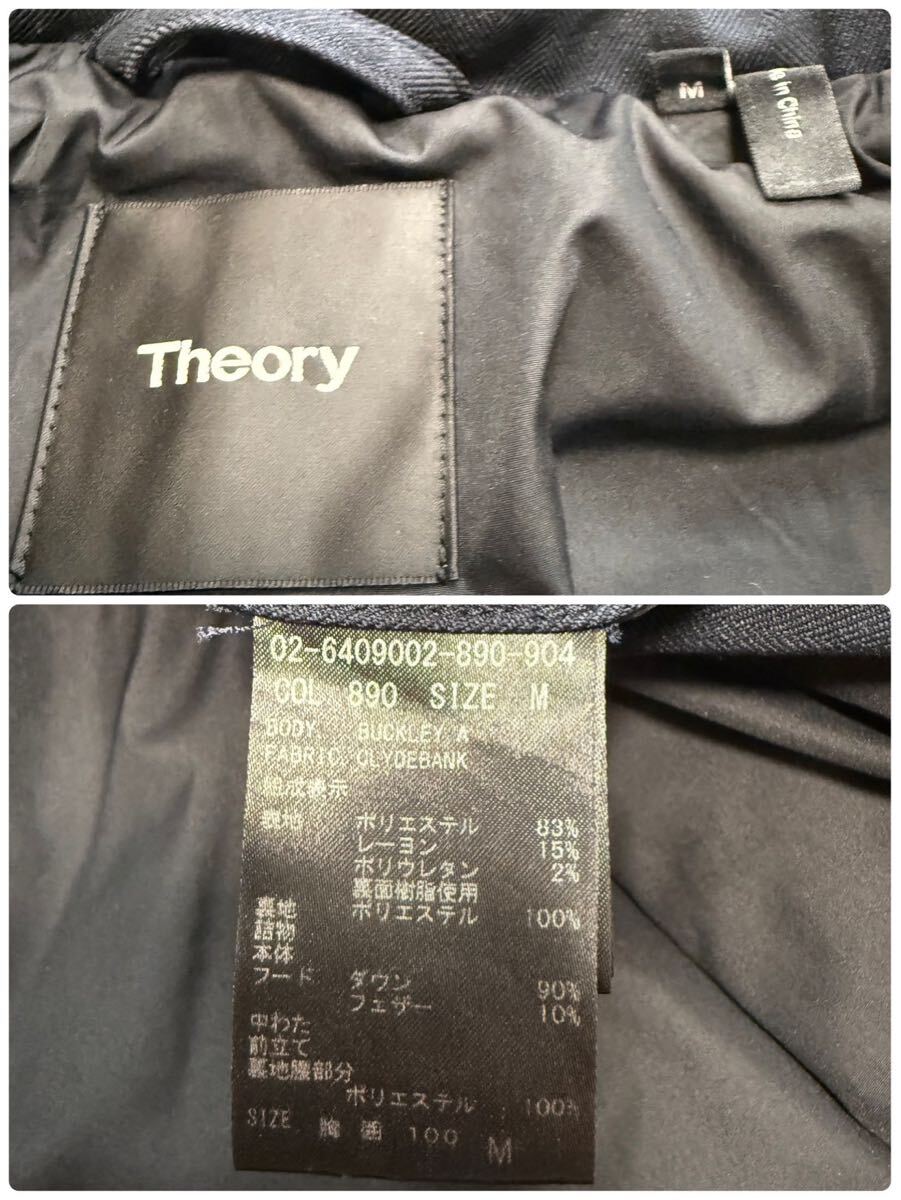 M
in China
Theory
02-6409002-890-904
COL 890 SIZE M
BODY BUCKLEY A
FABRIC CLYDEBANK
組成表示
表地 ポリエステル 83%
レーヨン 15%
ポリウレタン 2%
裏面樹脂使用
裏地 ポリエステル 100%
詰物
本体
フード ダウン 90%
フェザー 10%
中わた
前立て
裏地腰部分
ポリエステル 100%
SIZE 胸囲 100 M